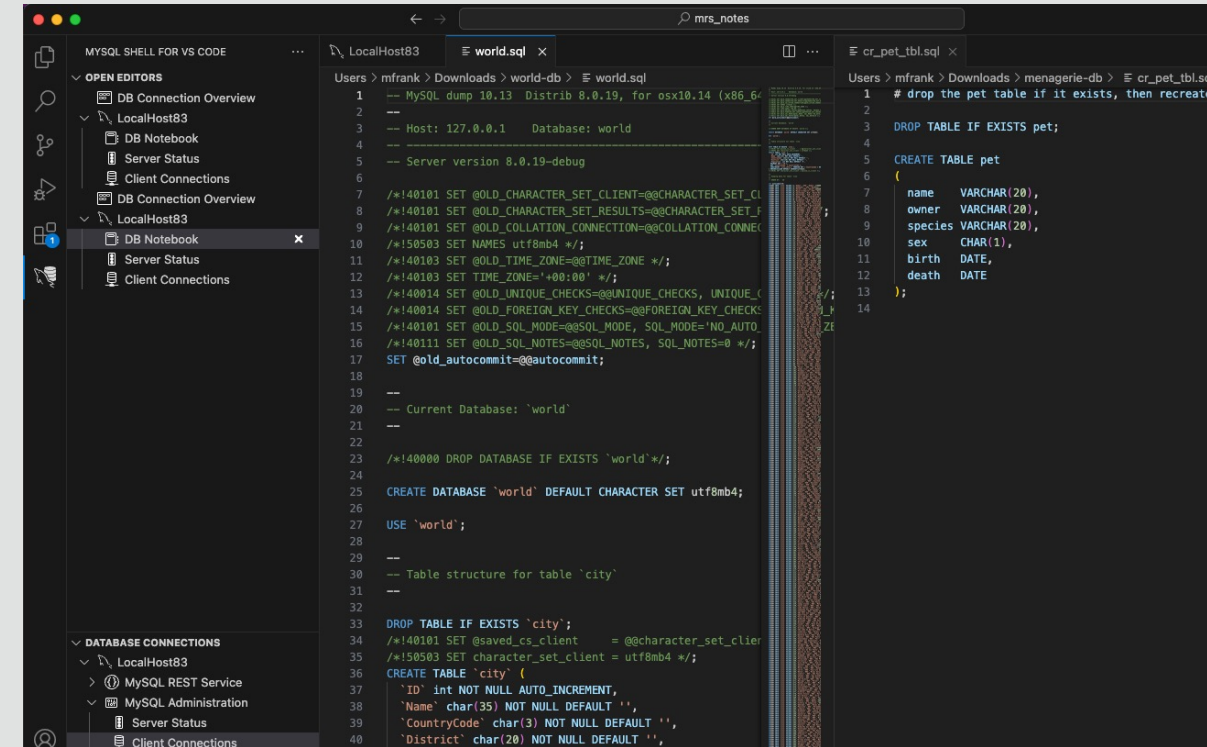 mrs_notes
MYSQL SHELL FOR VS CODE
OPEN EDITORS
DB Connection Overview
LocalHost83
DB Notebook
Server Status
Client Connections
DB Connection Overview
LocalHost83
DB Notebook
Server Status
Client Connections
DATABASE CONNECTIONS
LocalHost83
MySQL REST Service
MySQL Administration
Server Status
Client Connections
1
LocalHost83
world.sql
Users > mfrank > Downloads > world-db > world.sql
1 -- MySQL dump 10.13  Distrib 8.0.19, for osx10.14 (x86_64
2 --
3 -- Host: 127.0.0.1    Database: world
4 -- ------------------------------------------------------
5 -- Server version 8.0.19-debug
6
7 /*!40101 SET @OLD_CHARACTER_SET_CLIENT=@@CHARACTER_SET_CL
8 /*!40101 SET @OLD_CHARACTER_SET_RESULTS=@@CHARACTER_SET_R
9 /*!40101 SET @OLD_COLLATION_CONNECTION=@@COLLATION_CONNEC
10 /*!50503 SET NAMES utf8mb4 */;
11 /*!40103 SET @OLD_TIME_ZONE=@@TIME_ZONE */;
12 /*!40103 SET TIME_ZONE='+00:00' */;
13 /*!40014 SET @OLD_UNIQUE_CHECKS=@@UNIQUE_CHECKS, UNIQUE_C
14 /*!40014 SET @OLD_FOREIGN_KEY_CHECKS=@@FOREIGN_KEY_CHECKS
15 /*!40101 SET @OLD_SQL_MODE=@@SQL_MODE, SQL_MODE='NO_AUTO_
16 /*!40111 SET @OLD_SQL_NOTES=@@SQL_NOTES, SQL_NOTES=0 */;
17 SET @old_autocommit=@@autocommit;
18
19 --
20 -- Current Database: `world`
21 --
22
23 /*!40000 DROP DATABASE IF EXISTS `world`*/;
24
25 CREATE DATABASE `world` DEFAULT CHARACTER SET utf8mb4;
26
27 USE `world`;
28
29 --
30 -- Table structure for table `city`
31 --
32
33 DROP TABLE IF EXISTS `city`;
34 /*!40101 SET @saved_cs_client     = @@character_set_clien
35 /*!50503 SET character_set_client = utf8mb4 */;
36 CREATE TABLE `city` (
37 `ID` int NOT NULL AUTO_INCREMENT,
38 `Name` char(35) NOT NULL DEFAULT '',
39 `CountryCode` char(3) NOT NULL DEFAULT '',
40 `District` char(20) NOT NULL DEFAULT '',
cr_pet_tbl.sql
Users > mfrank > Downloads > menagerie-db > cr_pet_tbl.sq
1 # drop the pet table if it exists, then recreate
2
3 DROP TABLE IF EXISTS pet;
4
5 CREATE TABLE pet
6 (
7 name    VARCHAR(20),
8 owner   VARCHAR(20),
9 species VARCHAR(20),
10 sex     CHAR(1),
11 birth   DATE,
12 death   DATE
13 );
14